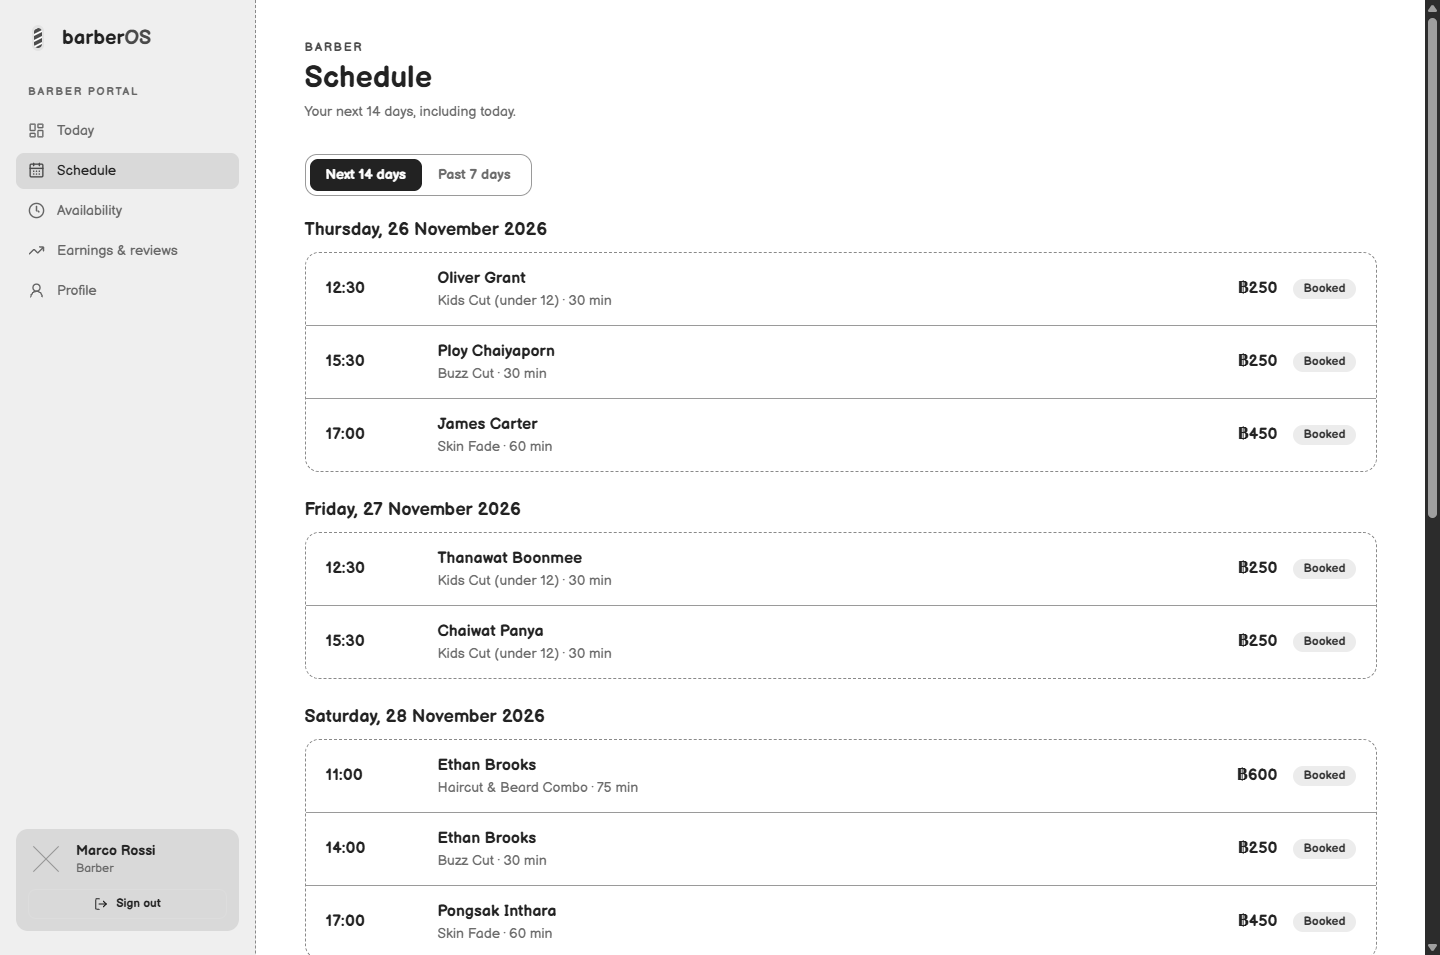 barberOS
BARBER PORTAL
Today
Schedule
Availability
Earnings & reviews
Profile
Marco Rossi
Barber
Sign out
BARBER
Schedule
Your next 14 days, including today.
Next 14 days
Past 7 days
Thursday, 26 November 2026
12:30
Oliver Grant
Kids Cut (under 12) · 30 min
฿250
Booked
15:30
Ploy Chaiyaporn
Buzz Cut · 30 min
฿250
Booked
17:00
James Carter
Skin Fade · 60 min
฿450
Booked
Friday, 27 November 2026
12:30
Thanawat Boonmee
Kids Cut (under 12) · 30 min
฿250
Booked
15:30
Chaiwat Panya
Kids Cut (under 12) · 30 min
฿250
Booked
Saturday, 28 November 2026
11:00
Ethan Brooks
Haircut & Beard Combo · 75 min
฿600
Booked
14:00
Ethan Brooks
Buzz Cut · 30 min
฿250
Booked
17:00
Pongsak Inthara
Skin Fade · 60 min
฿450
Booked